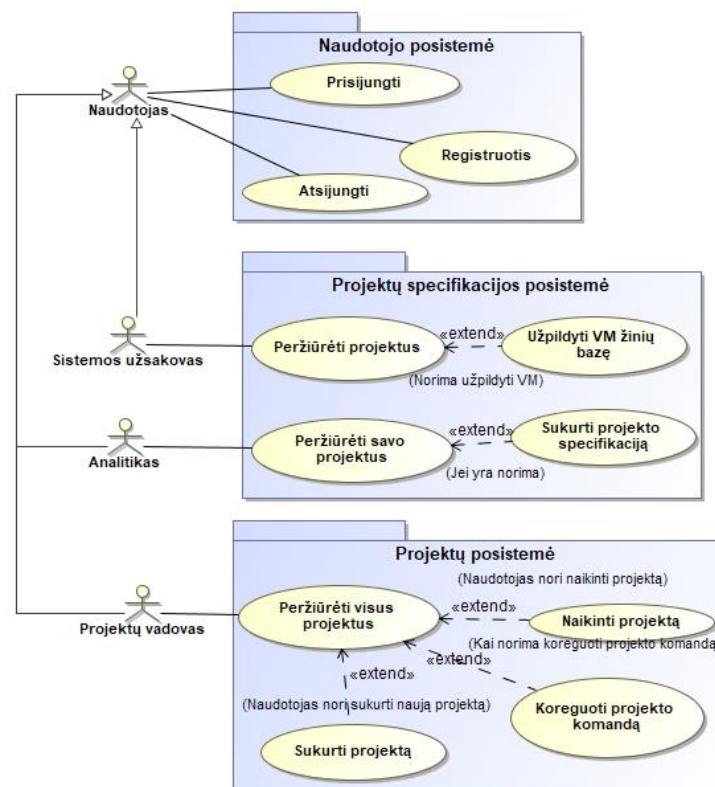 Naudotojo posistemė
Prisijungti
Naudotojas
Registruotis
Atsijungti
Projektų specifikacijos posistemė
Sistemos užsakovas
Peržiūrėti projektus
«extend»
Užpildyti VM žinių
bazę
(Norima užpildyti VM)
Analitikas
Peržiūrėti savo
projektus
«extend»
Sukurti projekto
specifikaciją
(Jei yra norima)
Projektų posistemė
(Naudotojas nori naikinti projektą)
Projektų vadovas
Peržiūrėti visus
projektus
«extend»
Naikinti projektą
(Kai norima koreguoti projekto komandą)
«extend»
«extend»
(Naudotojas nori sukurti naują projektą)
Koreguoti projekto
komandą
Sukurti projektą